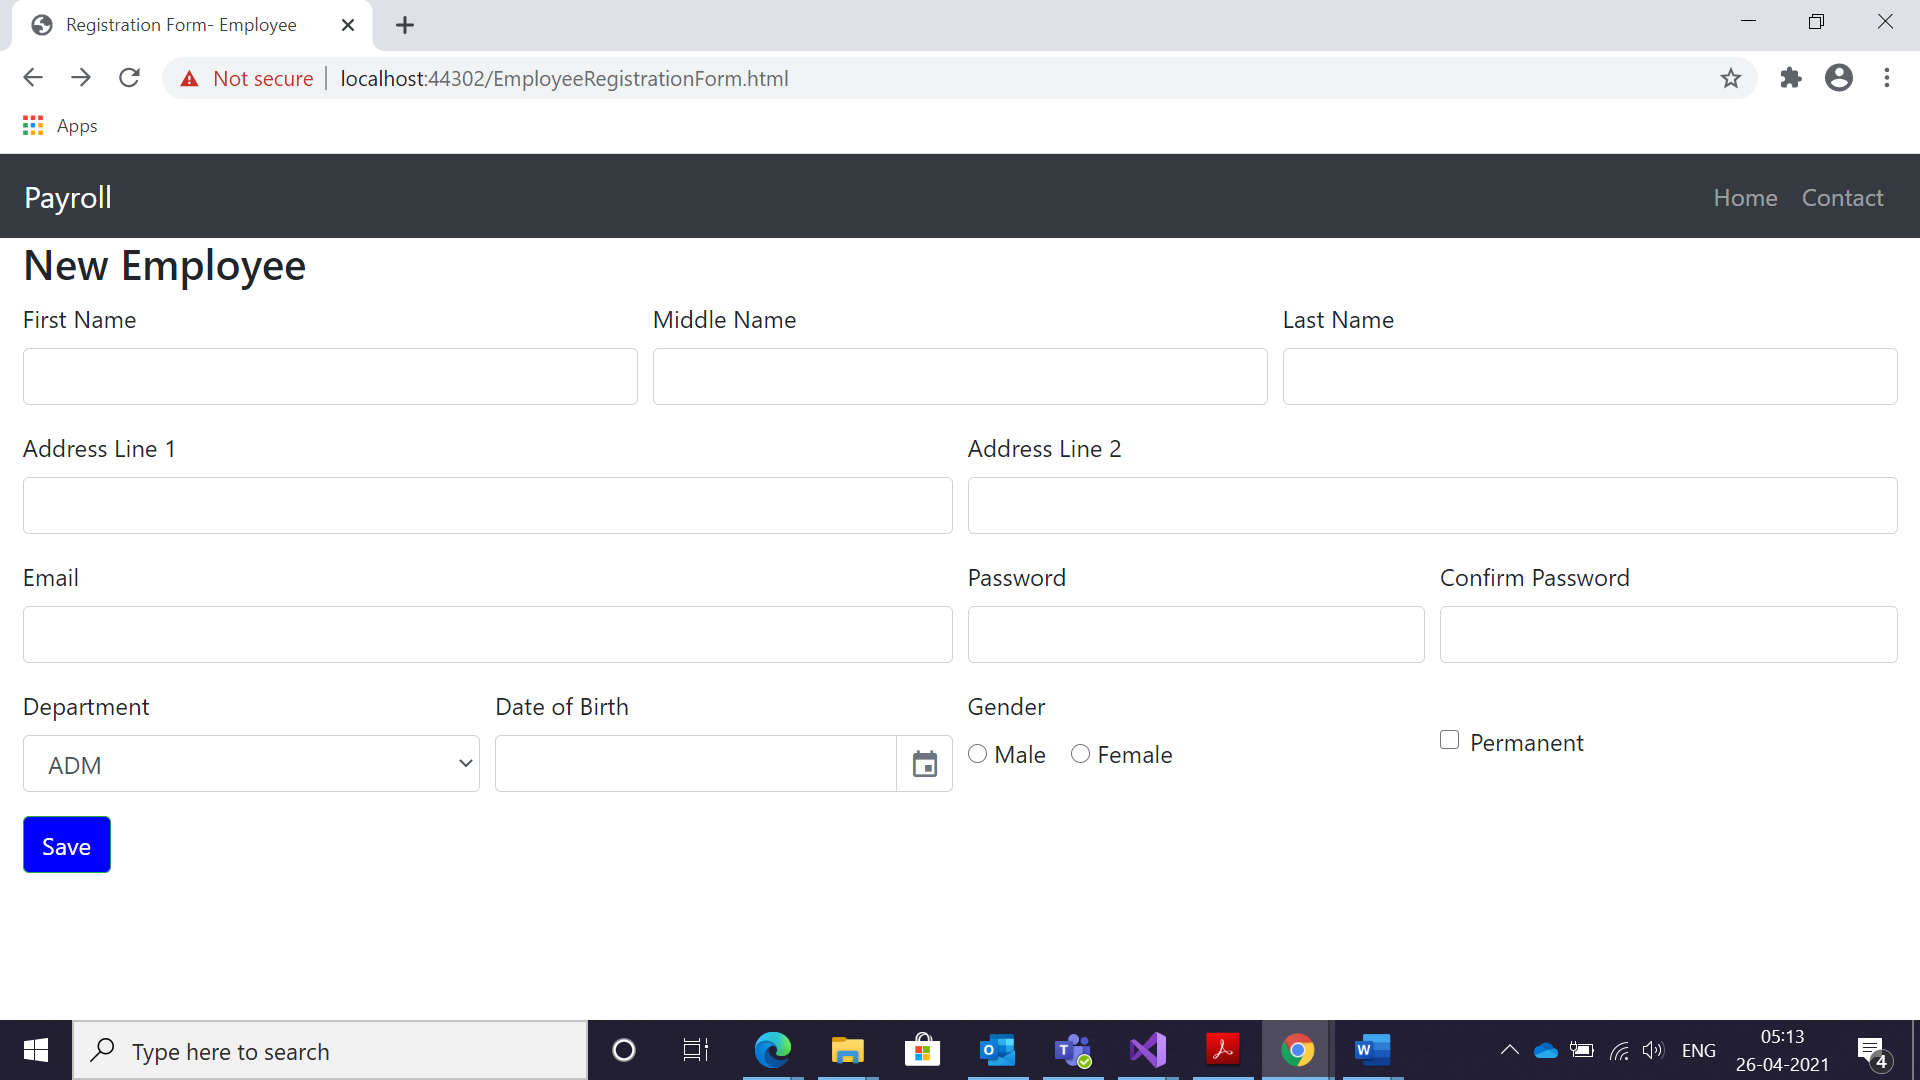 Registration Form- Employee
Not secure
localhost:44302/EmployeeRegistrationForm.html
Apps
Payroll
Home Contact
New Employee
First Name Middle Name Last Name
Address Line 1 Address Line 2
Email Password Confirm Password
Department Date of Birth Gender
ADM Male Female Permanent
Save
Type here to search
O T W
ENG
05:13
26-04-2021
4